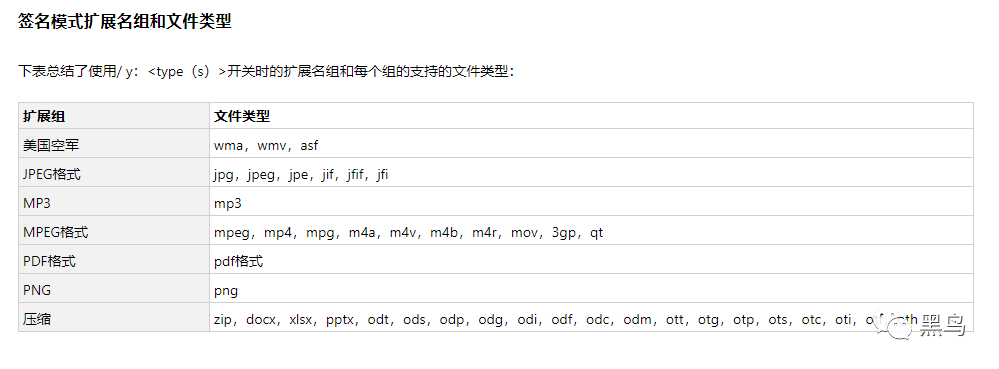 签名模式扩展名组和文件类型
下表总结了使用/ y：<type（s）>开关时的扩展名组和每个组的支持的文件类型：
扩展组 文件类型
美国空军 wma，wmv，asf
JPEG格式 jpg，jpeg，jpe，jif，jfif，jfi
MP3 mp3
MPEG格式 mpeg，mp4，mpg，m4a，m4v，m4b，m4r，mov，3gp，qt
PDF格式 pdf格式
PNG png
压缩 zip，docx，xlsx，pptx，odt，ods，odp，odg，odi，odf，odc，odm，ott，otg，otp，ots，otc，oti，
黑鸟